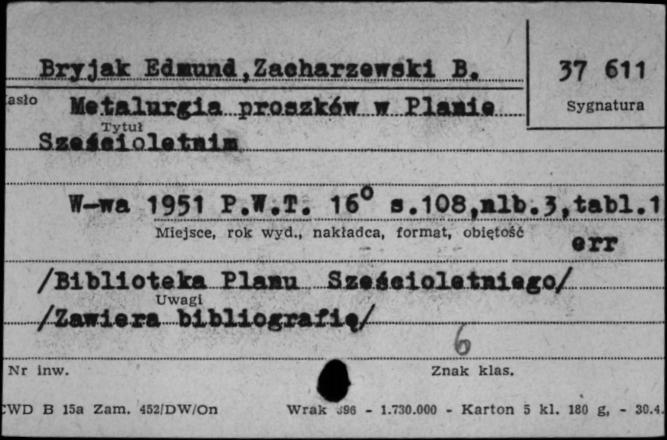 Bryjak Edmund, Zacharzewski B.
37 611
asło
Metalurgia proszków w Planie
Sygnatura
Tytuł
Sześcioletnim
W-wa 1951 P.W.T. 16° s.108,nlb.3,tabl.1
Miejsce, rok wyd., nakładca, format, objętość
err
/Biblioteka Planu Sześcioletniego/
Uwagi
/Zawiera bibliografię/
6
Nr inw.
Znak klas.
CWD B 15a Zam. 452/DW/On Wrak 396 - 1.730.000 - Karton 5 kl. 180 g, - 30.4.